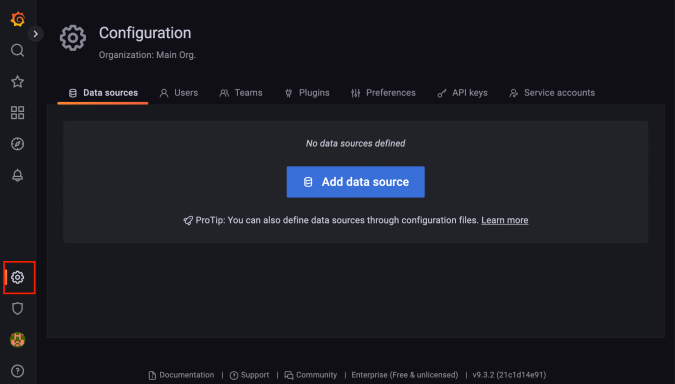 Configuration
Organization: Main Org.
Data sources Users Teams Plugins Preferences API keys Service accounts
No data sources defined
Add data source
ProTip: You can also define data sources through configuration files. Learn more
Documentation | Support | Community | Enterprise (Free & unlicensed) | v9.3.2 (21c1d14e91)